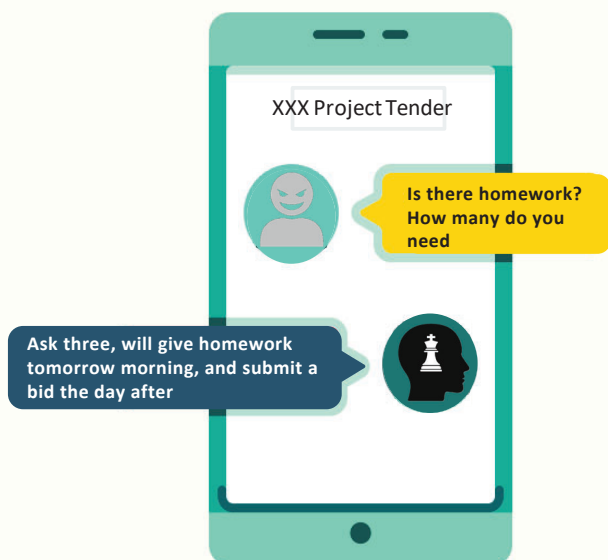 XXX Project Tender
Is there homework?
How many do you
need
Ask three, will give homework
tomorrow morning, and submit a
bid the day after